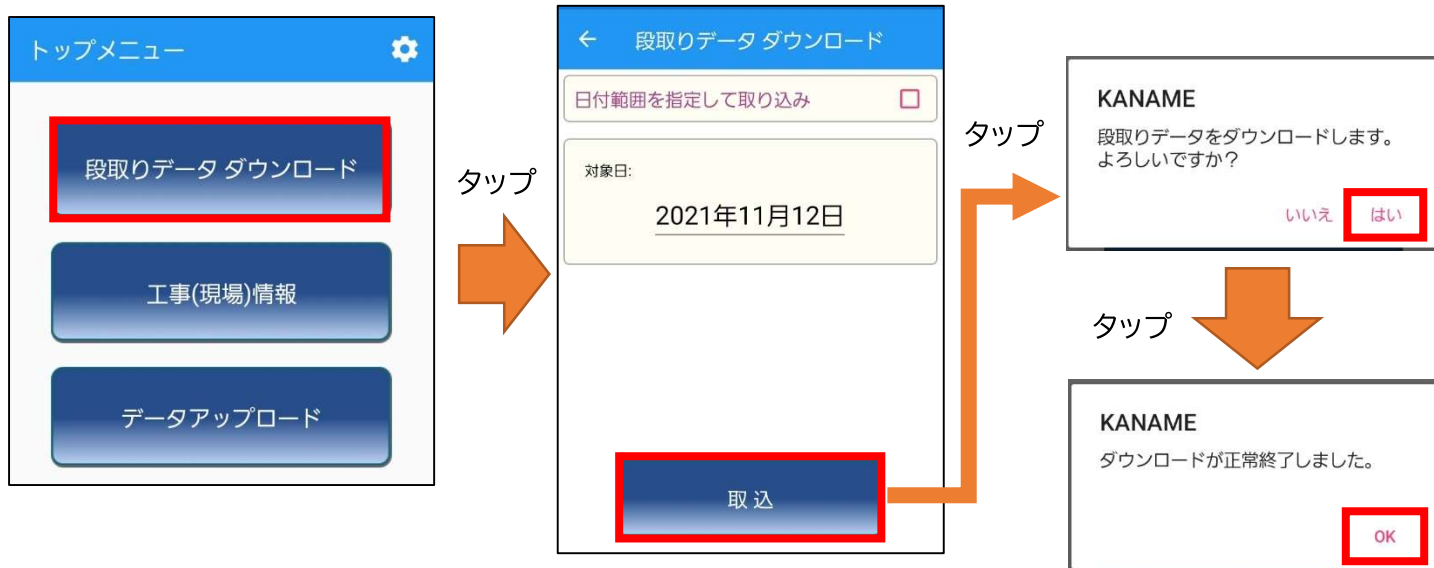 トップメニュー
段取りデータ ダウンロード
工事(現場)情報
データアップロード
タップ
段取りデータ ダウンロード
日付範囲を指定して取り込み
対象日:
2021年11月12日
取込
タップ
KANAME
段取りデータをダウンロードします。
よろしいですか？
いいえ はい
タップ
KANAME
ダウンロードが正常終了しました。
OK